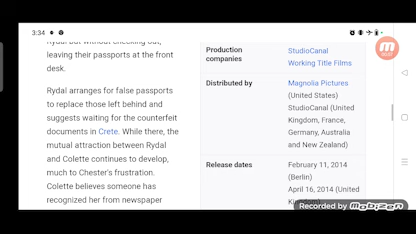 3:34
Rydal but without checking out,
leaving their passports at the front
desk.
Rydal arranges for false passports
to replace those left behind and
suggests waiting for the counterfeit
documents in Crete. While there, the
mutual attraction between Rydal
and Colette continues to develop,
much to Chester's frustration.
Colette believes someone has
recognized her from newspaper
Production
companies
StudioCanal
Working Title Films
Distributed by
Magnolia Pictures
(United States)
StudioCanal (United
Kingdom, France,
Germany, Australia
and New Zealand)
Release dates
February 11, 2014
(Berlin)
April 16, 2014 (United
Kingdom)
Recorded by
MOBIZEN